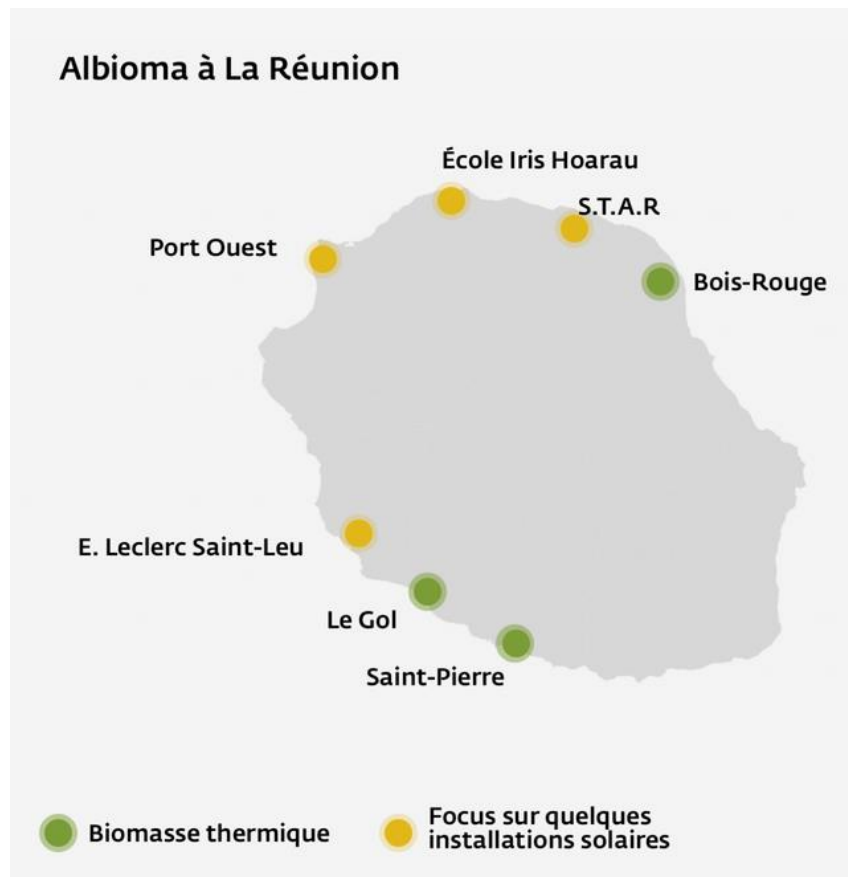 Albioma à La Réunion
École Iris Hoarau
S.T.A.R
Port Ouest
Bois-Rouge
E. Leclerc Saint-Leu
Le Gol
Saint-Pierre
Biomasse thermique
Focus sur quelques
installations solaires